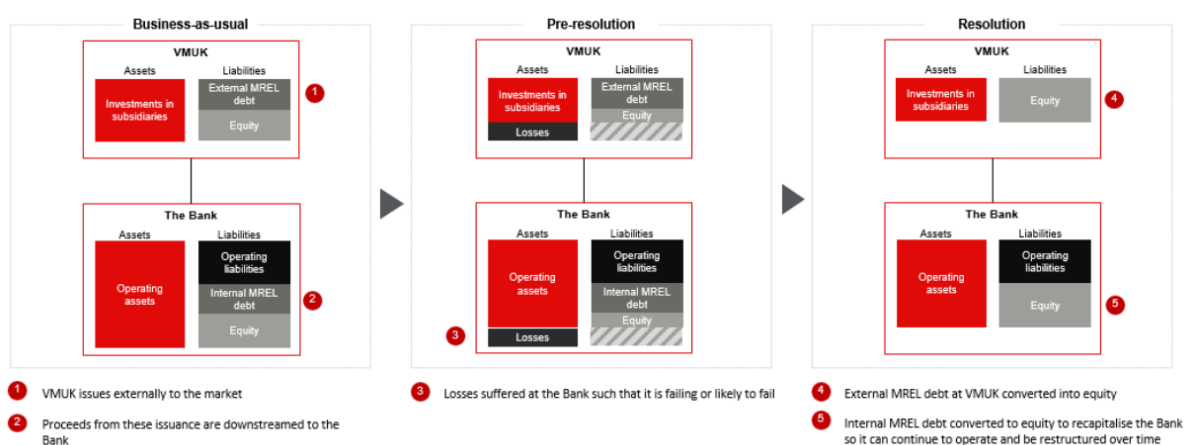 Business-as-usual
VMUK
Assets
Liabilities
Investments in
subsidiaries
External MREL
debt
Equity
1
The Bank
Assets
Liabilities
Operating
assets
Operating
liabilities
Internal MREL
debt
Equity
2
1 VMUK issues externally to the market
2 Proceeds from these issuance are downstreamed to the
Bank
Pre-resolution
VMUK
Assets
Liabilities
Investments in
subsidiaries
Losses
External MREL
debt
Equity
The Bank
Assets
Liabilities
Operating
assets
3
Losses
Operating
liabilities
Internal MREL
debt
Equity
3 Losses suffered at the Bank such that it is failing or likely to fail
Resolution
VMUK
Assets
Liabilities
Investments in
subsidiaries
Equity
4
The Bank
Assets
Liabilities
Operating
assets
Operating
liabilities
Equity
5
4 External MREL debt at VMUK converted into equity
5 Internal MREL debt converted to equity to recapitalise the Bank
so it can continue to operate and be restructured over time